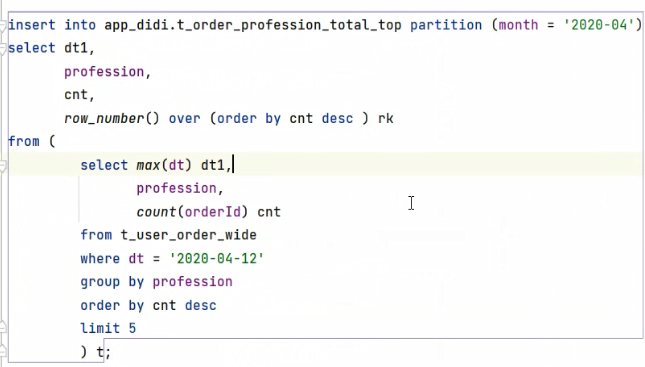 insert into app_didi.t_order_profession_total_top partition (month = '2020-04')
select dt1,
profession,
cnt,
row_number() over (order by cnt desc ) rk
from (
select max(dt) dt1,
profession,
count(orderId) cnt
from t_user_order_wide
where dt = '2020-04-12'
group by profession
order by cnt desc
limit 5
) t;